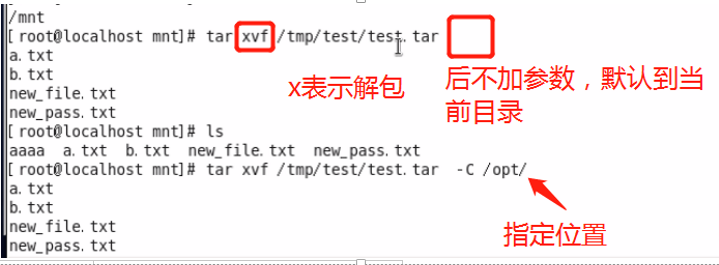 /mnt
[root@localhost mnt]# tar xvf /tmp/test/test.tar
a.txt
b.txt
new_file.txt
new_pass.txt
x表示解包
后不加参数，默认到当
前目录
[root@localhost mnt]# ls
aaaa a.txt b.txt new_file.txt new_pass.txt
[root@localhost mnt]# tar xvf /tmp/test/test.tar -C /opt/
a.txt
b.txt
new_file.txt
new_pass.txt
指定位置